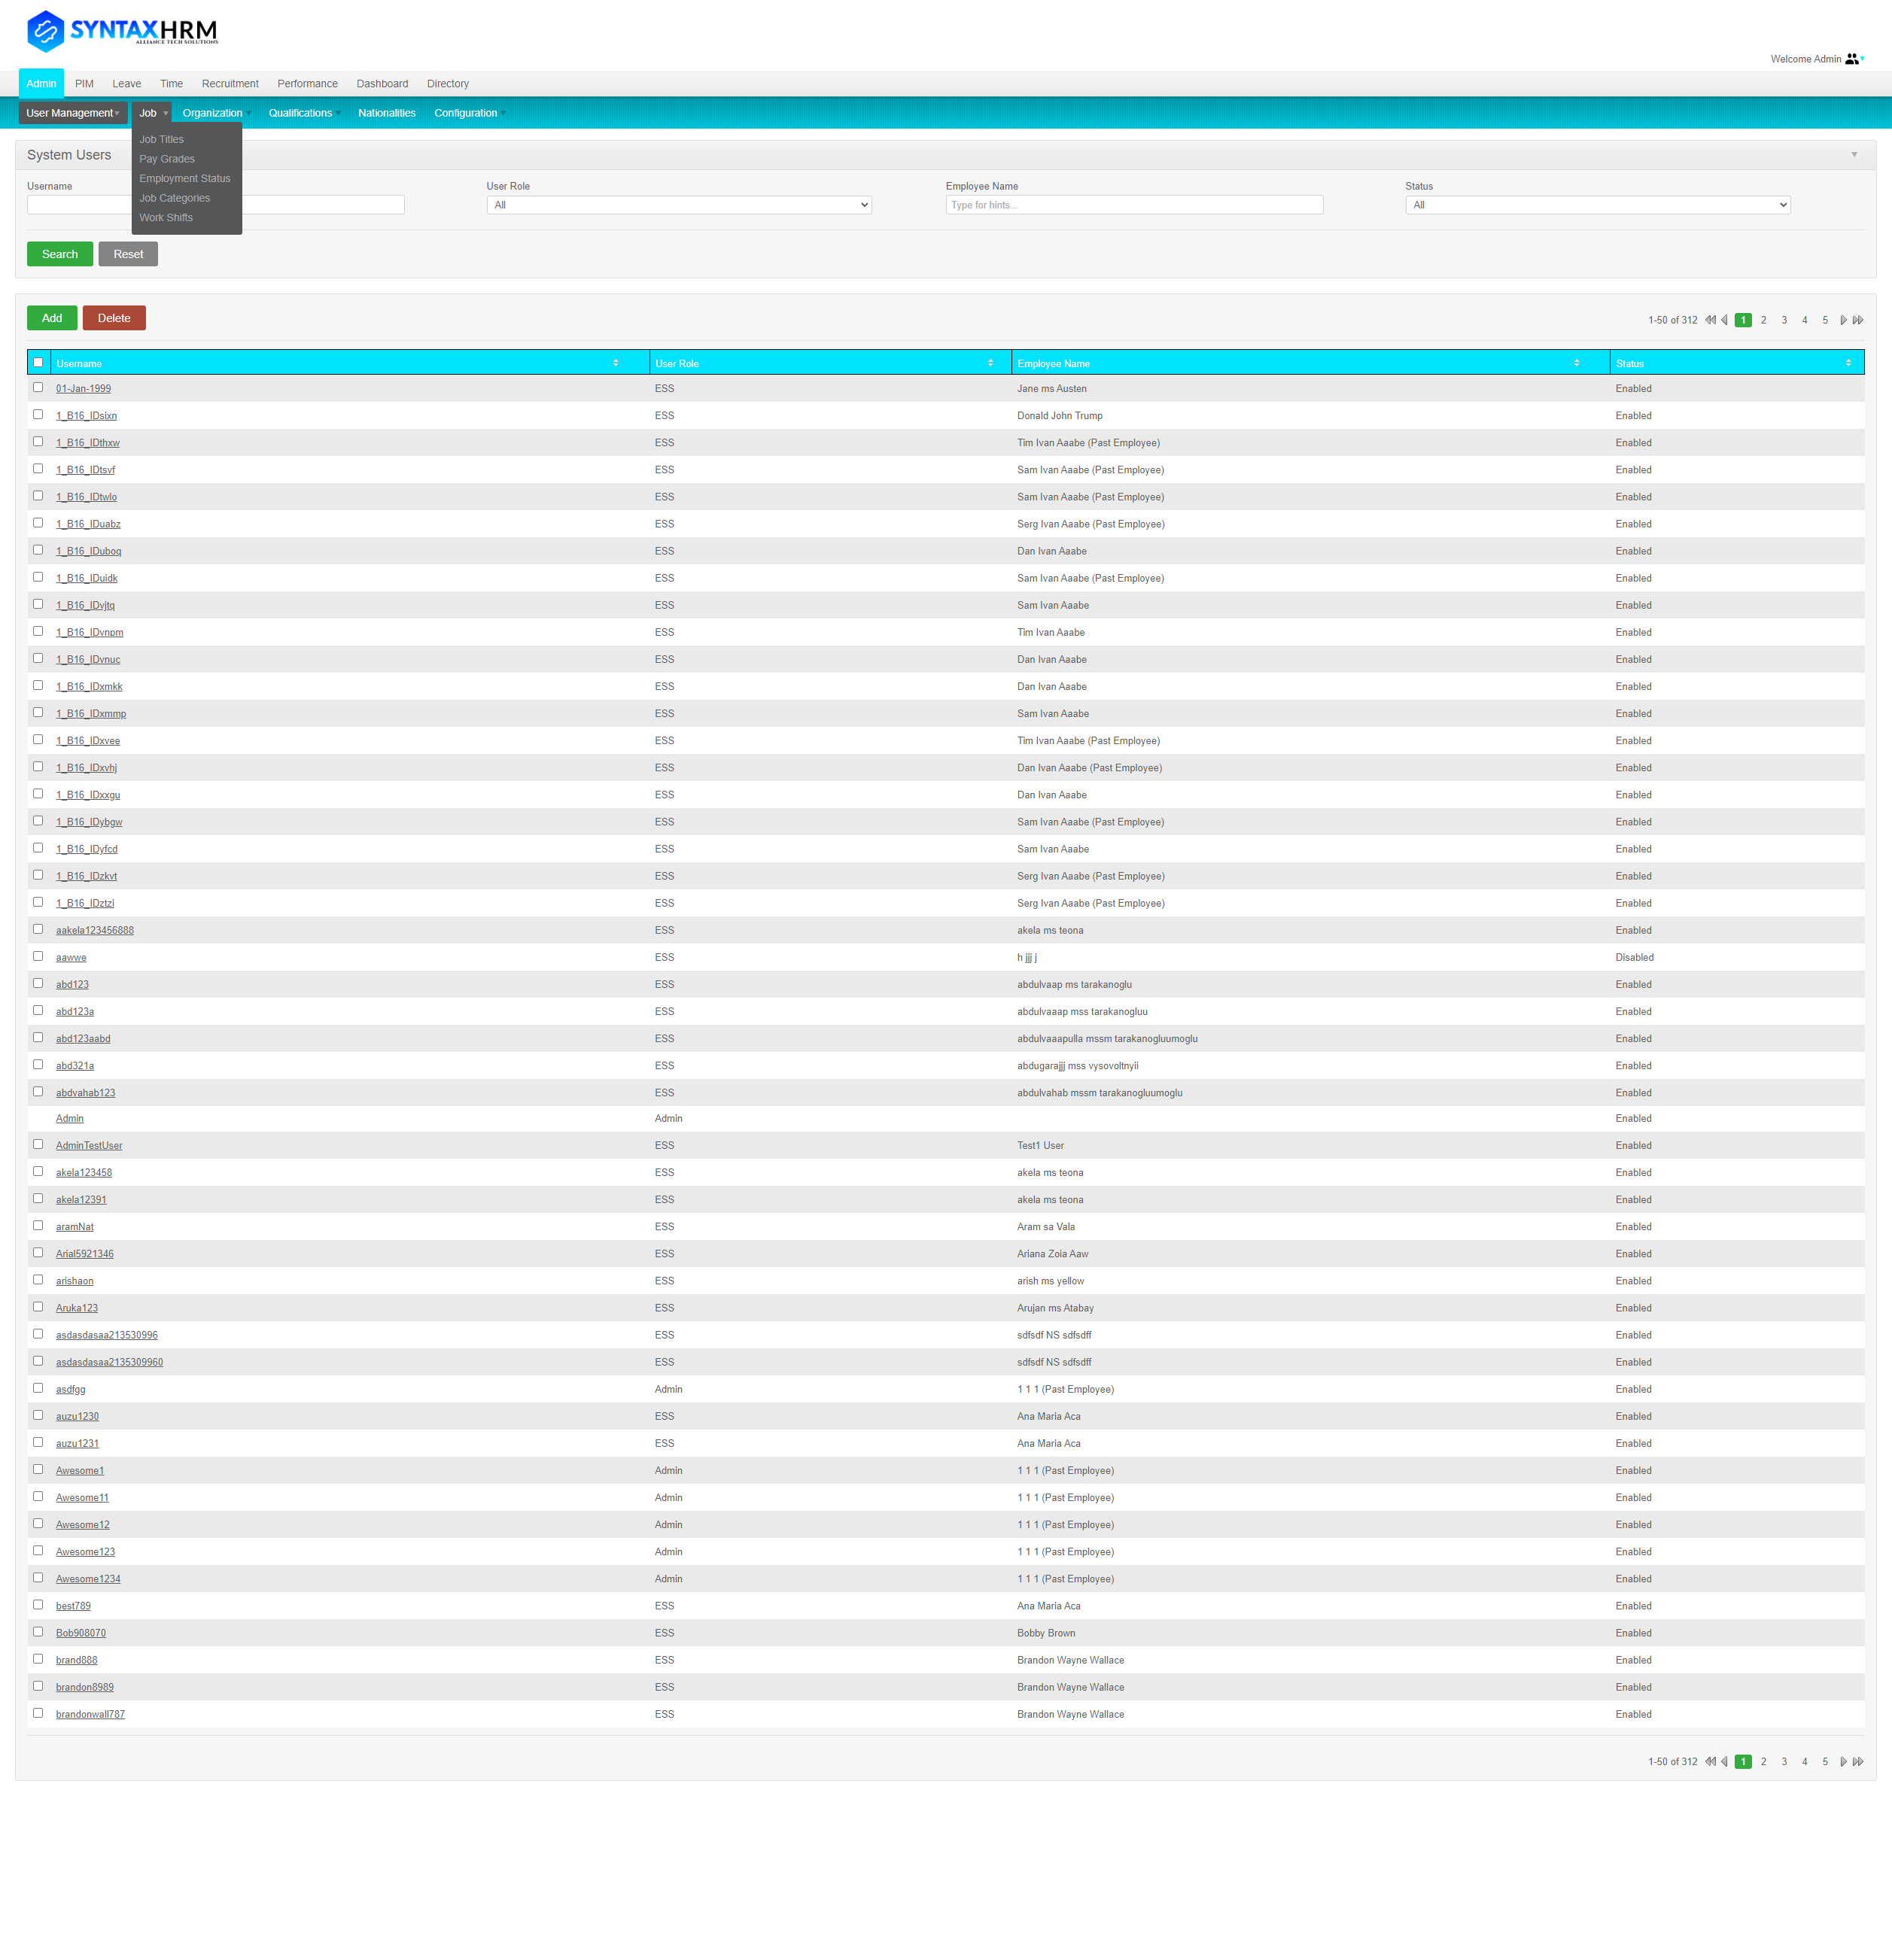 SYNTAXHRM
ALLIANCE TECH SOLUTIONS
Welcome Admin
Admin PIM Leave Time Recruitment Performance Dashboard Directory
User Management Job Organization Qualifications Nationalities Configuration
Job Titles
Pay Grades
Employment Status
Job Categories
Work Shifts
System Users
Username User Role Employee Name Status
All Type for hints... All
Search Reset
Add Delete 1-50 of 312 1 2 3 4 5
Username User Role Employee Name Status
01-Jan-1999 ESS Jane ms Austen Enabled
1_B16_IDsixn ESS Donald John Trump Enabled
1_B16_IDthxw ESS Tim Ivan Aaabe (Past Employee) Enabled
1_B16_IDtsvf ESS Sam Ivan Aaabe (Past Employee) Enabled
1_B16_IDtwlo ESS Sam Ivan Aaabe (Past Employee) Enabled
1_B16_IDuabz ESS Serg Ivan Aaabe (Past Employee) Enabled
1_B16_IDuboq ESS Dan Ivan Aaabe Enabled
1_B16_IDuidk ESS Sam Ivan Aaabe (Past Employee) Enabled
1_B16_IDvjtq ESS Sam Ivan Aaabe Enabled
1_B16_IDvnpm ESS Tim Ivan Aaabe Enabled
1_B16_IDvnuc ESS Dan Ivan Aaabe Enabled
1_B16_IDxmkk ESS Dan Ivan Aaabe Enabled
1_B16_IDxmmp ESS Sam Ivan Aaabe Enabled
1_B16_IDxvee ESS Tim Ivan Aaabe (Past Employee) Enabled
1_B16_IDxvhj ESS Dan Ivan Aaabe (Past Employee) Enabled
1_B16_IDxxgu ESS Dan Ivan Aaabe Enabled
1_B16_IDybgw ESS Sam Ivan Aaabe (Past Employee) Enabled
1_B16_IDyfcd ESS Sam Ivan Aaabe Enabled
1_B16_IDzkvt ESS Serg Ivan Aaabe (Past Employee) Enabled
1_B16_IDztzi ESS Serg Ivan Aaabe (Past Employee) Enabled
aakela123456888 ESS akela ms teona Enabled
aawwe ESS h jjj j Disabled
abd123 ESS abdulvaap ms tarakanoglu Enabled
abd123a ESS abdulvaaap mss tarakanogluu Enabled
abd123aabd ESS abdulvaaapulla mssm tarakanogluumoglu Enabled
abd321a ESS abdugarajjj mss vysovoltnyii Enabled
abdvahab123 ESS abdulvahab mssm tarakanogluumoglu Enabled
Admin Admin Enabled
AdminTestUser ESS Test1 User Enabled
akela123458 ESS akela ms teona Enabled
akela12391 ESS akela ms teona Enabled
aramNat ESS Aram sa Vala Enabled
Arial5921346 ESS Ariana Zoia Aaw Enabled
arishaon ESS arish ms yellow Enabled
Aruka123 ESS Arujan ms Atabay Enabled
asdasdasaa213530996 ESS sdfsdf NS sdfsdff Enabled
asdasdasaa2135309960 ESS sdfsdf NS sdfsdff Enabled
asdfgg Admin 1 1 1 (Past Employee) Enabled
auzu1230 ESS Ana Maria Aca Enabled
auzu1231 ESS Ana Maria Aca Enabled
Awesome1 Admin 1 1 1 (Past Employee) Enabled
Awesome11 Admin 1 1 1 (Past Employee) Enabled
Awesome12 Admin 1 1 1 (Past Employee) Enabled
Awesome123 Admin 1 1 1 (Past Employee) Enabled
Awesome1234 Admin 1 1 1 (Past Employee) Enabled
best789 ESS Ana Maria Aca Enabled
Bob908070 ESS Bobby Brown Enabled
brand888 ESS Brandon Wayne Wallace Enabled
brandon8989 ESS Brandon Wayne Wallace Enabled
brandonwall787 ESS Brandon Wayne Wallace Enabled
1-50 of 312 1 2 3 4 5